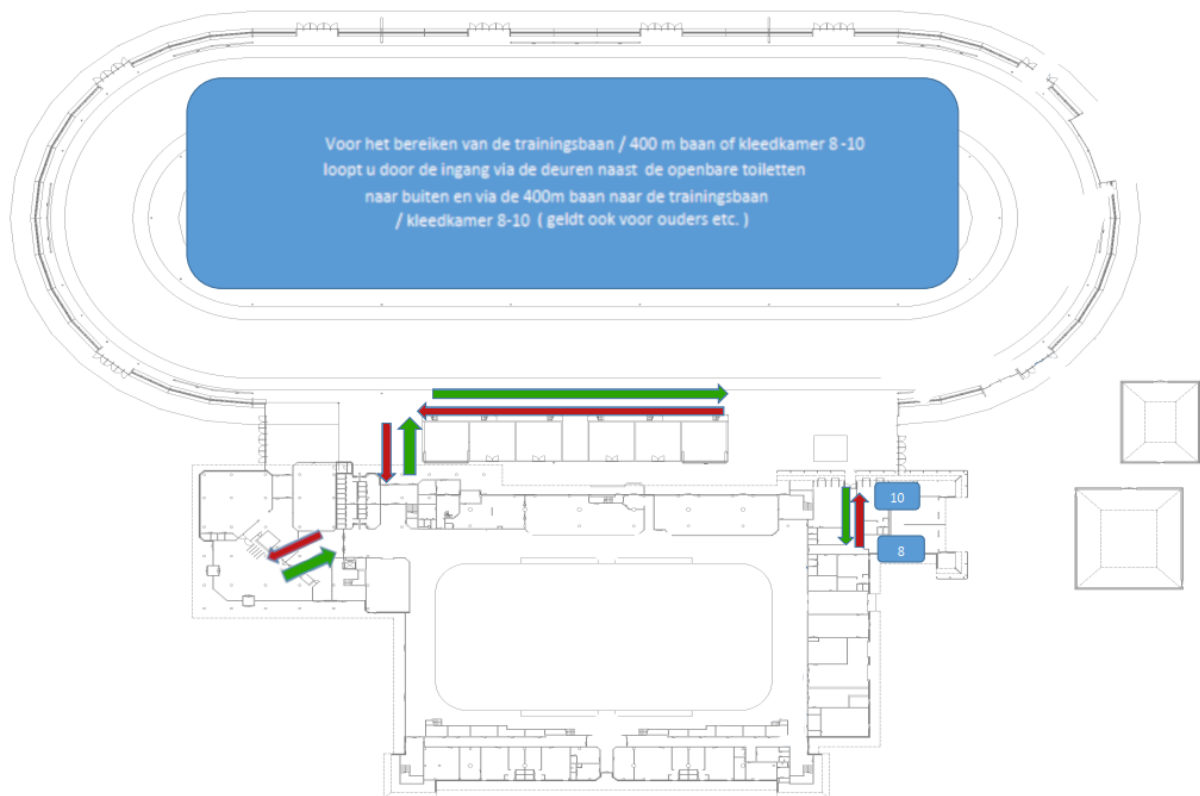 Voor het bereiken van de trainingsbaan / 400 m baan of kleedkamer 8 -10
loopt u door de ingang via de deuren naast de openbare toiletten
naar buiten en via de 400m baan naar de trainingsbaan
/ kleedkamer 8-10 ( geldt ook voor ouders etc. )
10
8